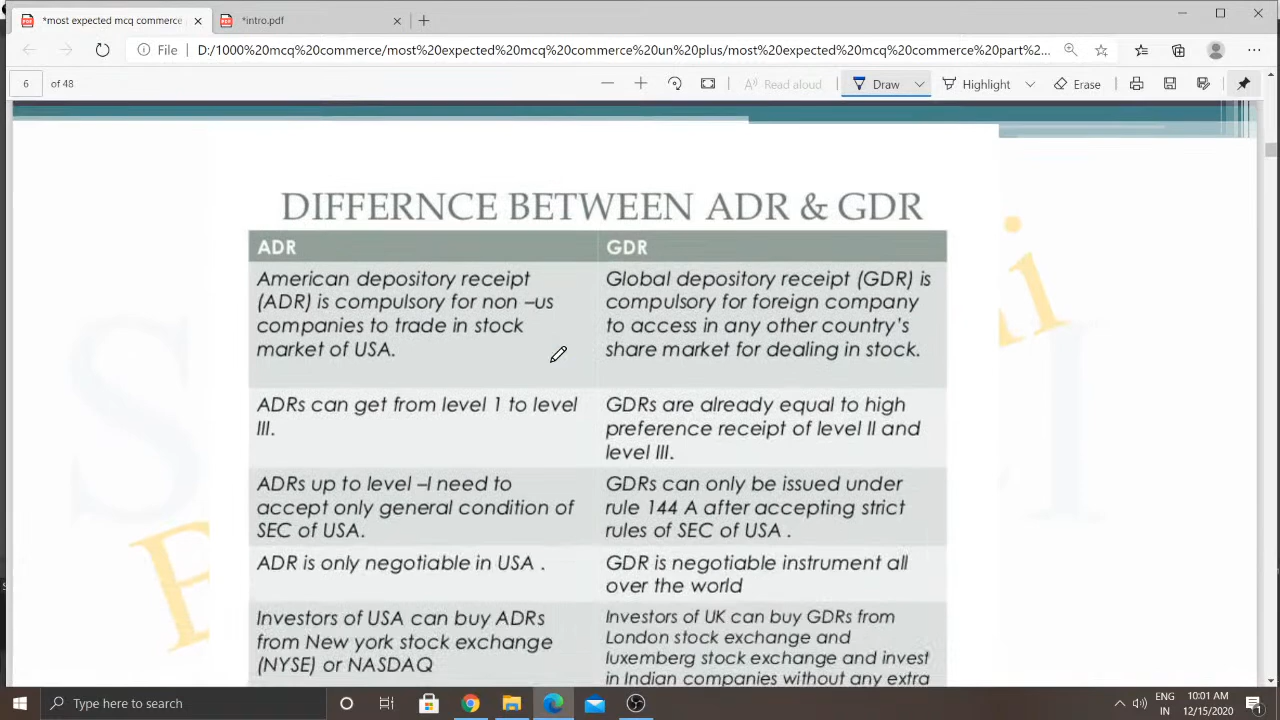 *most expected mcq commerce
*intro.pdf
File
D:/1000%20mcq%20commerce/most%20expected%20mcq%20commerce%20un%20plus/most%20expected%20mcq%20commerce%20part%2...
6 of 48
Read aloud
Draw
Highlight
Erase
DIFFERNCE BETWEEN ADR & GDR
ADR
American depository receipt
(ADR) is compulsory for non –us
companies to trade in stock
market of USA.
GDR
Global depository receipt (GDR) is
compulsory for foreign company
to access in any other country's
share market for dealing in stock.
ADRs can get from level 1 to level
III.
GDRs are already equal to high
preference receipt of level II and
level III.
ADRs up to level –I need to
accept only general condition of
SEC of USA.
GDRs can only be issued under
rule 144 A after accepting strict
rules of SEC of USA .
ADR is only negotiable in USA .
GDR is negotiable instrument all
over the world
Investors of USA can buy ADRs
from New york stock exchange
(NYSE) or NASDAQ
Investors of UK can buy GDRs from
London stock exchange and
luxemberg stock exchange and invest
in Indian companies without any extra
Type here to search
ENG
IN
10:01 AM
12/15/2020